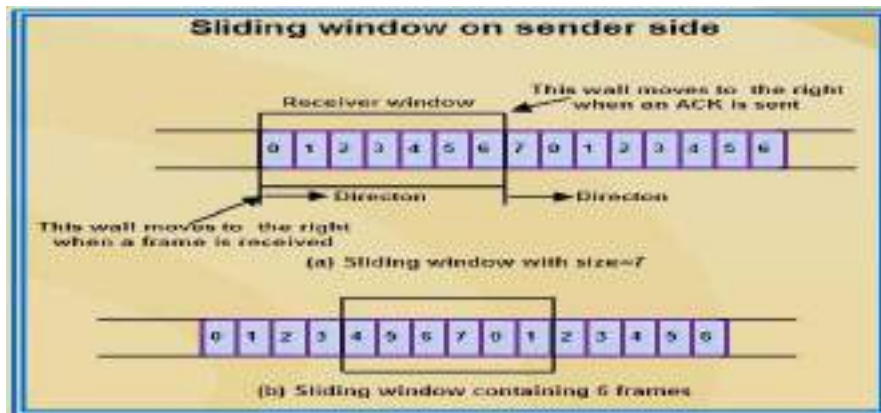 Sliding window on sender side
This wall moves to the right
when an ACK is sent
Receiver window
0 1 2 3 4 5 6 7 0 1 2 3 4 5 6
Directon Directon
This wall moves to the right
when a frame is received
(a) Sliding window with size=7
0 1 2 3 4 5 6 7 0 1 2 3 4 5 6
(b) Sliding window containing 6 frames